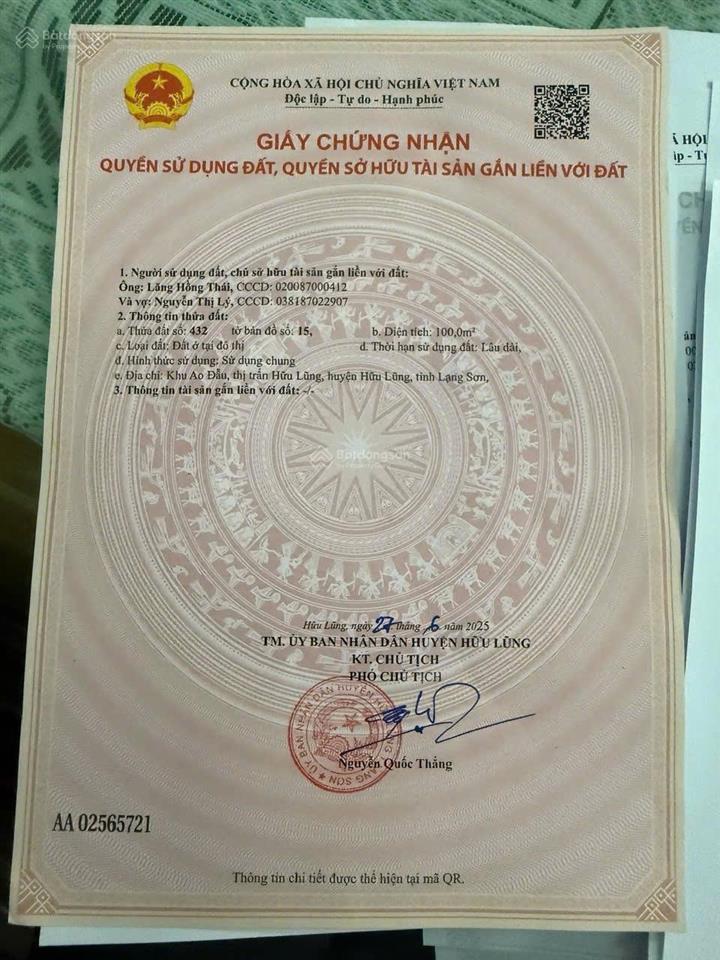 Batdongsan
by PropertyGuru
CỘNG HÒA XÃ HỘI CHỦ NGHĨA VIỆT NAM
Độc lập - Tự do - Hạnh phúc
GIẤY CHỨNG NHẬN
QUYỀN SỬ DỤNG ĐẤT, QUYỀN SỞ HỮU TÀI SẢN GẮN LIỀN VỚI ĐẤT
1. Người sử dụng đất, chủ sở hữu tài sản gắn liền với đất:
Ông: Lăng Hồng Thái, CCCD: 020087000412
Và vợ: Nguyễn Thị Lý, CCCD: 038187022907
2. Thông tin thửa đất:
a. Thửa đất số: 432 tờ bản đồ số: 15, b. Diện tích: 100,0m²
c. Loại đất: Đất ở tại đô thị d. Thời hạn sử dụng đất: Lâu dài,
đ. Hình thức sử dụng: Sử dụng chung
e. Địa chỉ: Khu Ao Đẫu, thị trấn Hữu Lũng, huyện Hữu Lũng, tỉnh Lạng Sơn,
3. Thông tin tài sản gắn liền với đất: -/-
Batdongsan
Hữu Lũng, ngày 27 tháng 6 năm 2025
TM. ỦY BAN NHÂN DÂN HUYỆN HỮU LŨNG
KT. CHỦ TỊCH
PHÓ CHỦ TỊCH
Nguyễn Quốc Thắng
AA 02565721
Thông tin chi tiết được thể hiện tại mã QR.